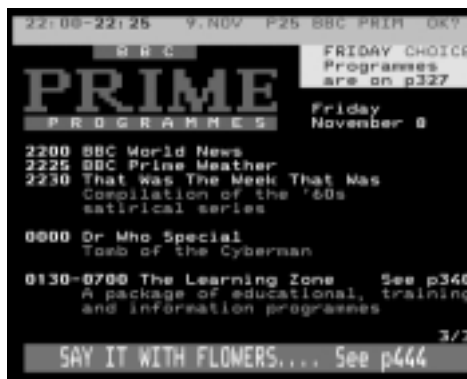 22:00-22:25 9.NOV P25 BBC PRIM OK?
BBC
PRIME
PROGRAMMES
FRIDAY CHOICE
Programmes
are on p327
Friday
November 8
2200 BBC World News
2225 BBC Prime Weather
2230 That Was The Week That Was
Compilation of the '60s
satirical series
0000 Dr Who Special
Tomb of the Cyberman
0130-0700 The Learning Zone See p340
A package of educational, training
and information programmes
3/
SAY IT WITH FLOWERS.... See p444